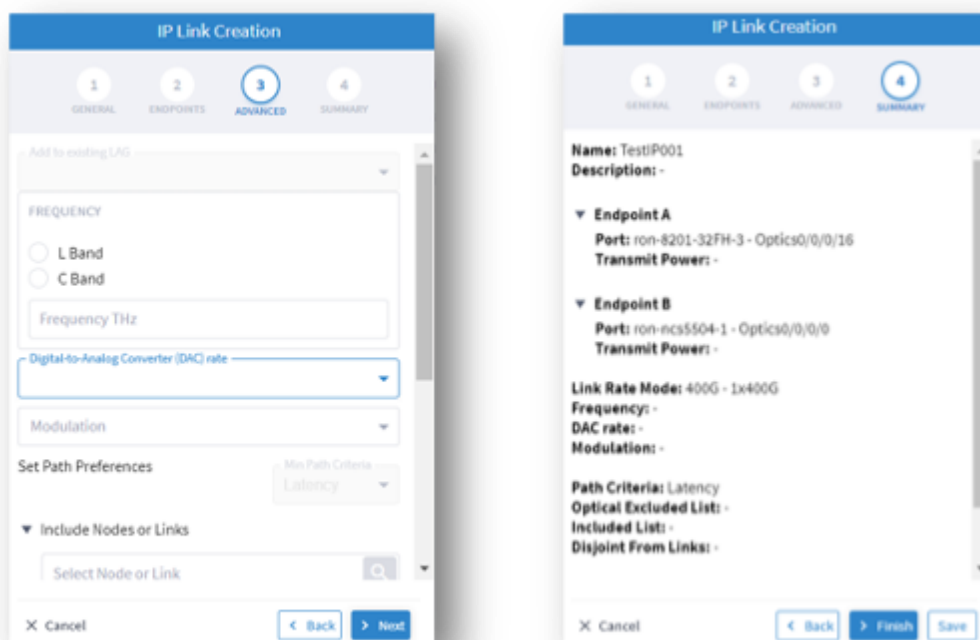 IP Link Creation
1 2 3 4
GENERAL ENDPOINTS ADVANCED SUMMARY
Add to existing LAG
FREQUENCY
L Band
C Band
Frequency THz
Digital-to-Analog Converter (DAC) rate
Modulation
Set Path Preferences
Min Path Criteria
Latency
Include Nodes or Links
Select Node or Link
Cancel
Back
Next
IP Link Creation
1 2 3 4
GENERAL ENDPOINTS ADVANCED SUMMARY
Name: TestIP001
Description: -
Endpoint A
Port: ron-8201-32FH-3 - Optics0/0/0/16
Transmit Power: -
Endpoint B
Port: ron-ncs5504-1 - Optics0/0/0/0
Transmit Power: -
Link Rate Mode: 400G - 1x400G
Frequency: -
DAC rate: -
Modulation: -
Path Criteria: Latency
Optical Excluded List: -
Included List: -
Disjoint From Links: -
Cancel
Back
Finish
Save